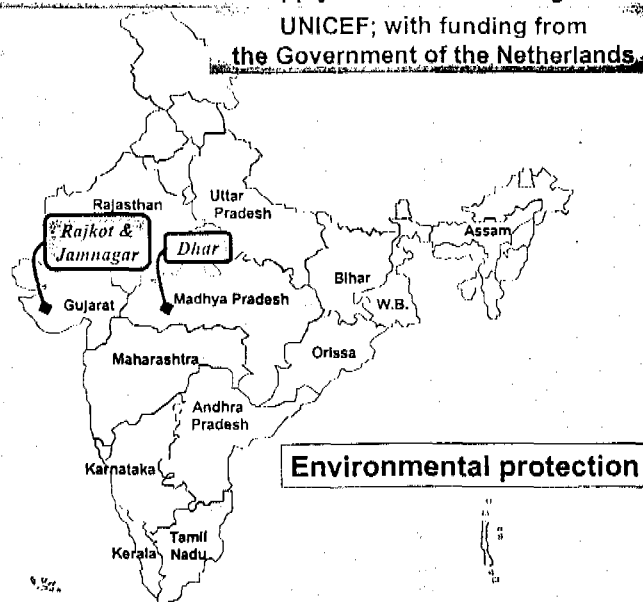 UNICEF; with funding from
the Government of the Netherlands
Rajasthan
Uttar
Pradesh
Rajkot &
Jamnagar
Dhar
Assam
Bihar
Gujarat
Madhya Pradesh
W.B.
Orissa
Maharashtra
Andhra
Pradesh
Karnataka
Environmental protection
Kerala
Tamil
Nadu